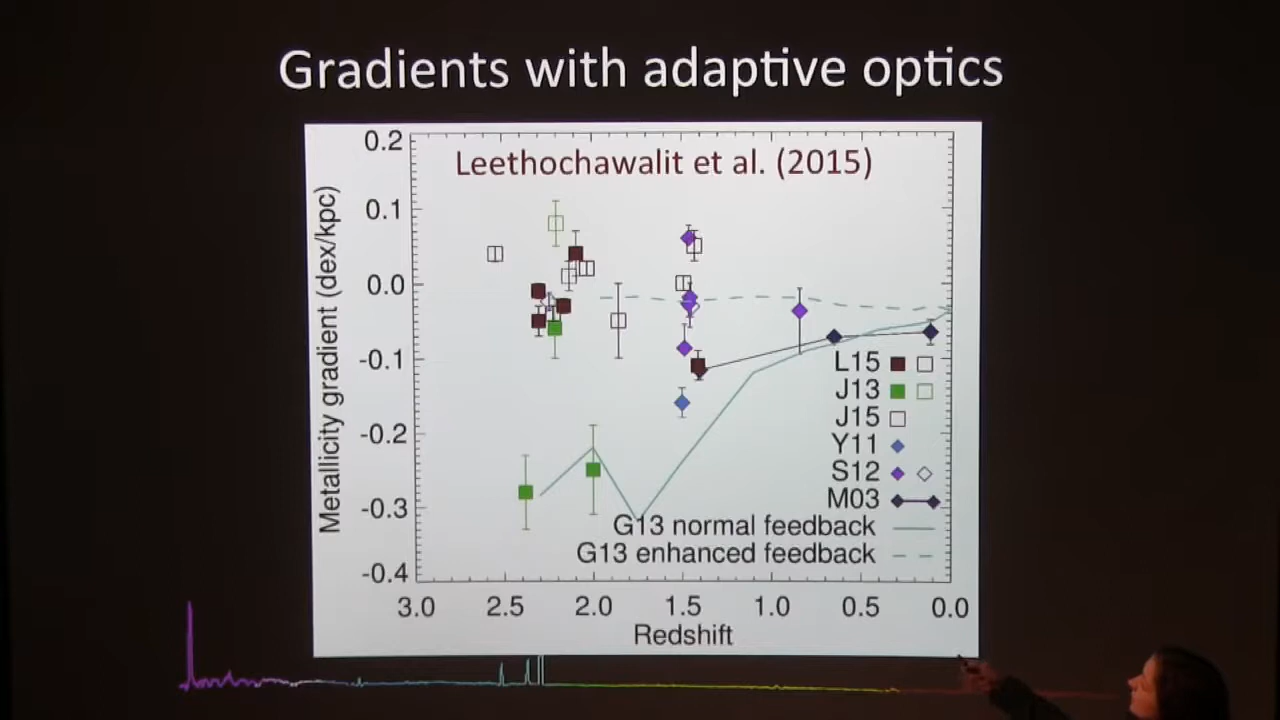 Gradients with adaptive optics
Leethochawalit et al. (2015)
Metallicity gradient (dex/kpc)
0.2
0.1
0.0
-0.1
-0.2
-0.3
-0.4
L15
J13
J15
Y11
S12
M03
G13 normal feedback
G13 enhanced feedback
3.0 2.5 2.0 1.5 1.0 0.5 0.0
Redshift